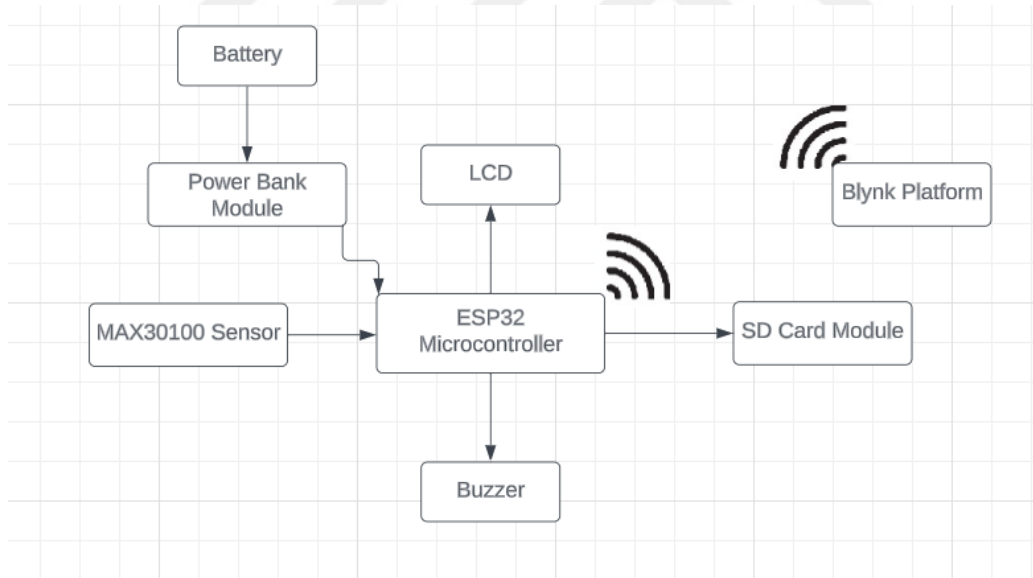 Battery
Power Bank
Module
LCD
Blynk Platform
MAX30100 Sensor
ESP32
Microcontroller
SD Card Module
Buzzer